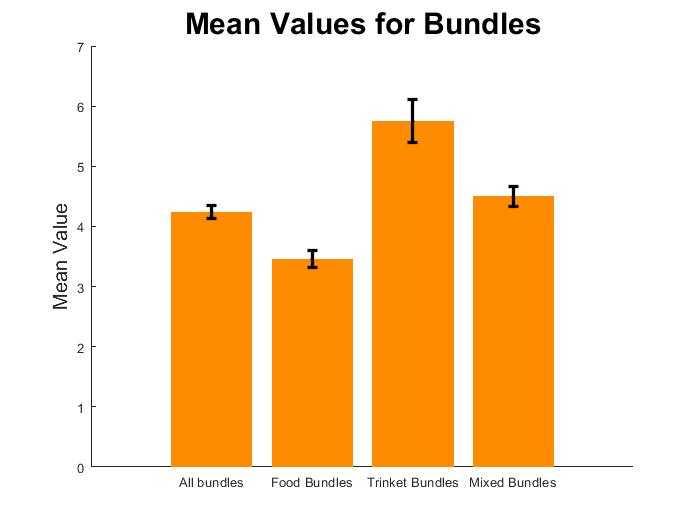 Mean Values for Bundles
7
6
5
4
3
2
1
0
Mean Value
All bundles
Food Bundles
Trinket Bundles
Mixed Bundles